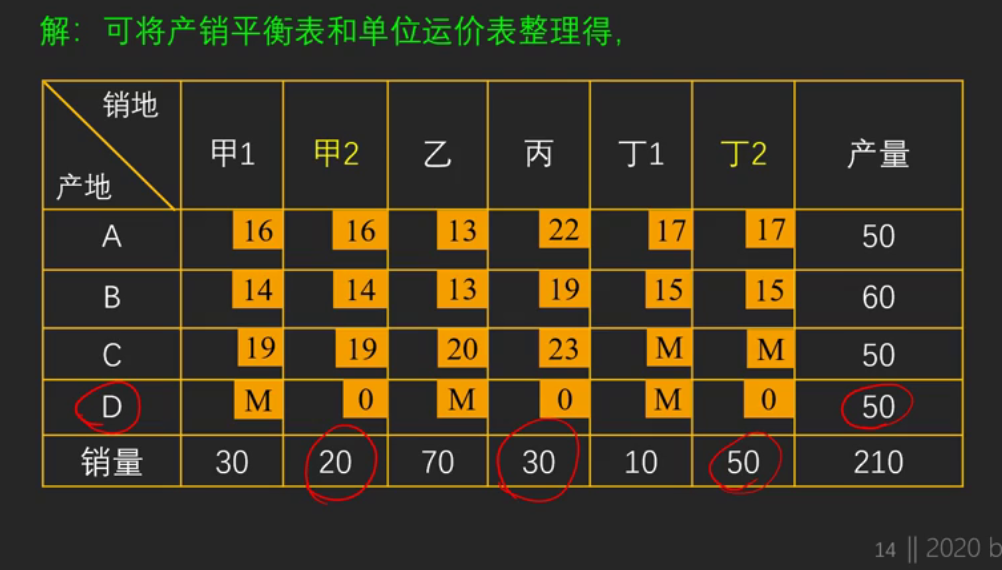 解：可将产销平衡表和单位运价表整理得，
销地
产地
甲1 甲2 乙 丙 丁1 丁2 产量
A 16 16 13 22 17 17 50
B 14 14 13 19 15 15 60
C 19 19 20 23 M M 50
D M 0 M 0 M 0 50
销量 30 20 70 30 10 50 210
14 || 2020 b